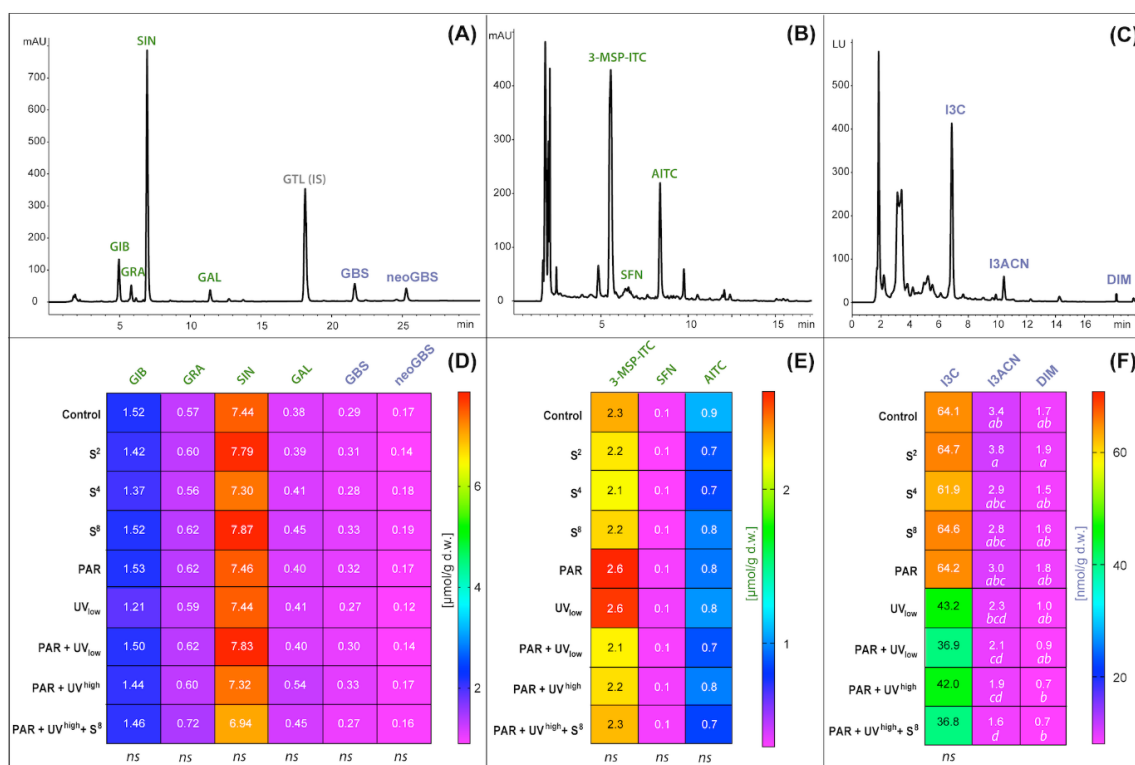 (A)
mAU
SIN
700
600
500
400
300
200
100
0
GIB
GRA
GAL
GTL (IS)
GBS
neoGBS
5 10 15 20 25 min
(B)
mAU
3-MSP-ITC
400
300
200
100
0
AITC
SFN
5 10 15 min
(C)
LU
I3C
500
400
300
200
100
0
I3ACN
DIM
0 2 4 6 8 10 12 14 16 min
(D)
GIB GRA SIN GAL GBS neoGBS
Control 1.52 0.57 7.44 0.38 0.29 0.17
S² 1.42 0.60 7.79 0.39 0.31 0.14
S⁴ 1.37 0.56 7.30 0.41 0.28 0.18
S⁸ 1.52 0.62 7.87 0.45 0.33 0.19
PAR 1.53 0.62 7.46 0.40 0.32 0.17
UVlow 1.21 0.59 7.44 0.41 0.27 0.12
PAR + UVlow 1.50 0.62 7.83 0.40 0.30 0.14
PAR + UVhigh 1.44 0.60 7.32 0.54 0.33 0.17
PAR + UVhigh+ S⁸ 1.46 0.72 6.94 0.45 0.27 0.16
ns ns ns ns ns ns
6
4
2
[µmol/g d.w.]
(E)
3-MSP-ITC SFN AITC
Control 2.3 0.1 0.9
S² 2.2 0.1 0.7
S⁴ 2.1 0.1 0.7
S⁸ 2.2 0.1 0.8
PAR 2.6 0.1 0.8
UVlow 2.6 0.1 0.8
PAR + UVlow 2.1 0.1 0.7
PAR + UVhigh 2.2 0.1 0.8
PAR + UVhigh+ S⁸ 2.3 0.1 0.7
ns ns ns
2
1
[µmol/g d.w.]
(F)
I3C I3ACN DIM
Control 64.1 3.4 1.7
ab ab
S² 64.7 3.8 1.9
a a
S⁴ 61.9 2.9 1.5
abc ab
S⁸ 64.6 2.8 1.6
abc ab
PAR 64.2 3.0 1.8
abc ab
UVlow 43.2 2.3 1.0
bcd ab
PAR + UVlow 36.9 2.1 0.9
cd ab
PAR + UVhigh 42.0 1.9 0.7
cd b
PAR + UVhigh+ S⁸ 36.8 1.6 0.7
d b
ns
60
40
20
[nmol/g d.w.]